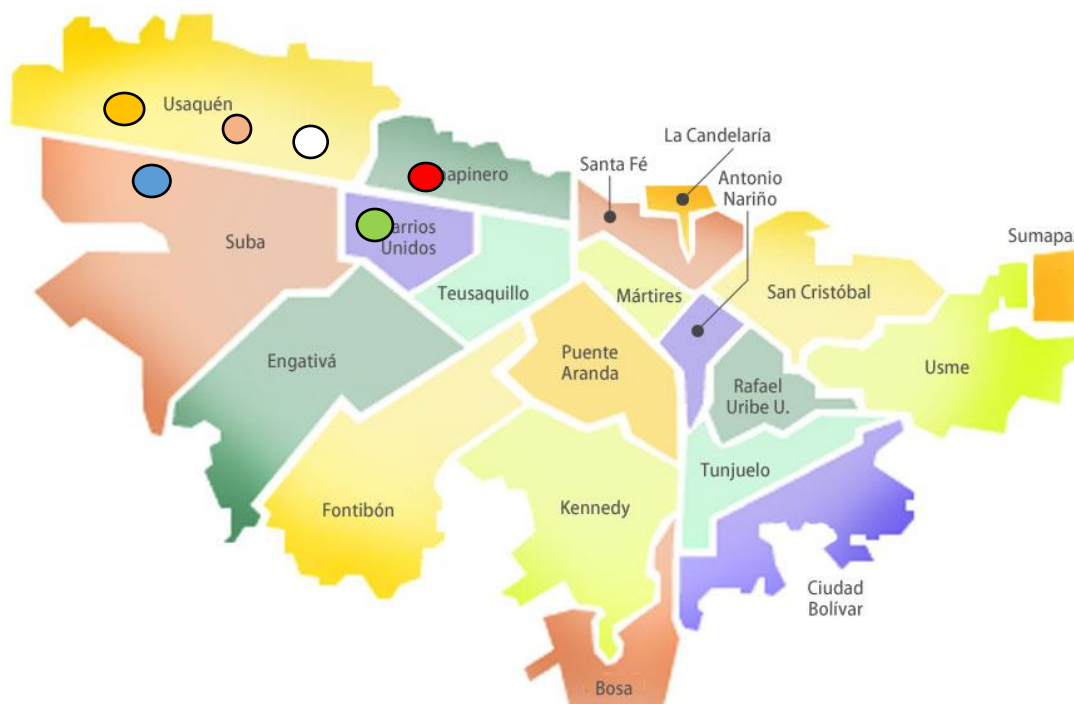 Usaquén
La Candelaría
Santa Fé
Antonio
Nariño
Unidos
Suba
Sumapaz
Teusaquillo
Mártires
San Cristóbal
Engativá
Puente
Aranda
Usme
Rafael
Uribe U.
Tunjuelo
Fontibón
Kennedy
Ciudad
Bolívar
Bosa